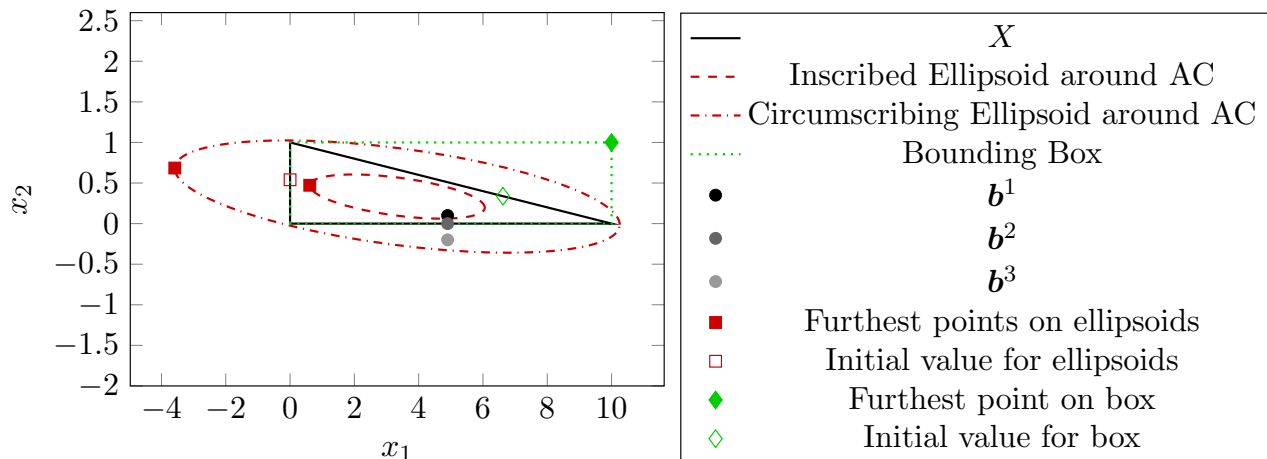 2.5
2
1.5
1
0.5
0
−0.5
−1
−1.5
−2
−4 −2 0 2 4 6 8 10
x₁
x₂
X
Inscribed Ellipsoid around AC
Circumscribing Ellipsoid around AC
Bounding Box
b¹
b²
b³
Furthest points on ellipsoids
Initial value for ellipsoids
Furthest point on box
Initial value for box